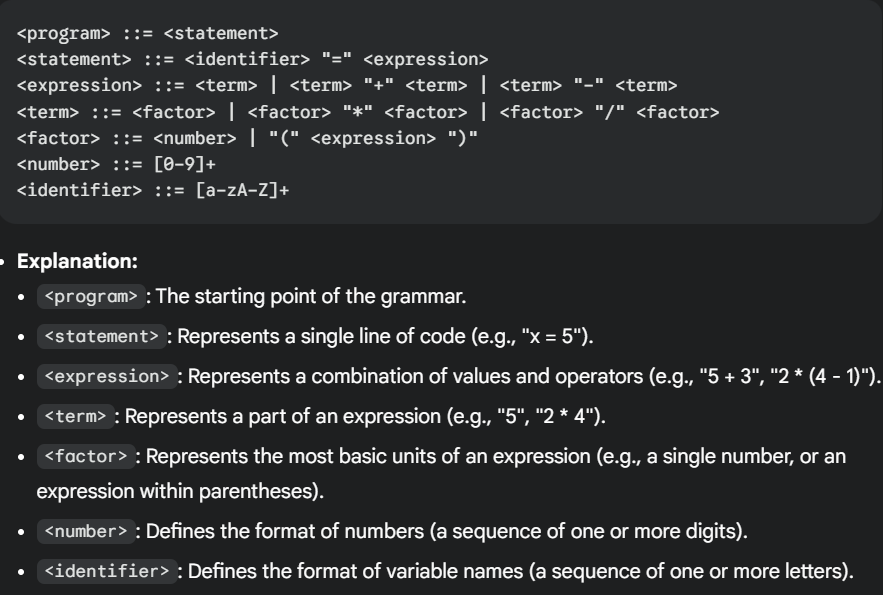 <program> ::= <statement>
<statement> ::= <identifier> "=" <expression>
<expression> ::= <term> | <term> "+" <term> | <term> "-" <term>
<term> ::= <factor> | <factor> "*" <factor> | <factor> "/" <factor>
<factor> ::= <number> | "(" <expression> ")"
<number> ::= [0-9]+
<identifier> ::= [a-zA-Z]+
• Explanation:
• <program> : The starting point of the grammar.
• <statement> : Represents a single line of code (e.g., "x = 5").
• <expression> : Represents a combination of values and operators (e.g., "5 + 3", "2 * (4 - 1)").
• <term> : Represents a part of an expression (e.g., "5", "2 * 4").
• <factor> : Represents the most basic units of an expression (e.g., a single number, or an
expression within parentheses).
• <number> : Defines the format of numbers (a sequence of one or more digits).
• <identifier> : Defines the format of variable names (a sequence of one or more letters).